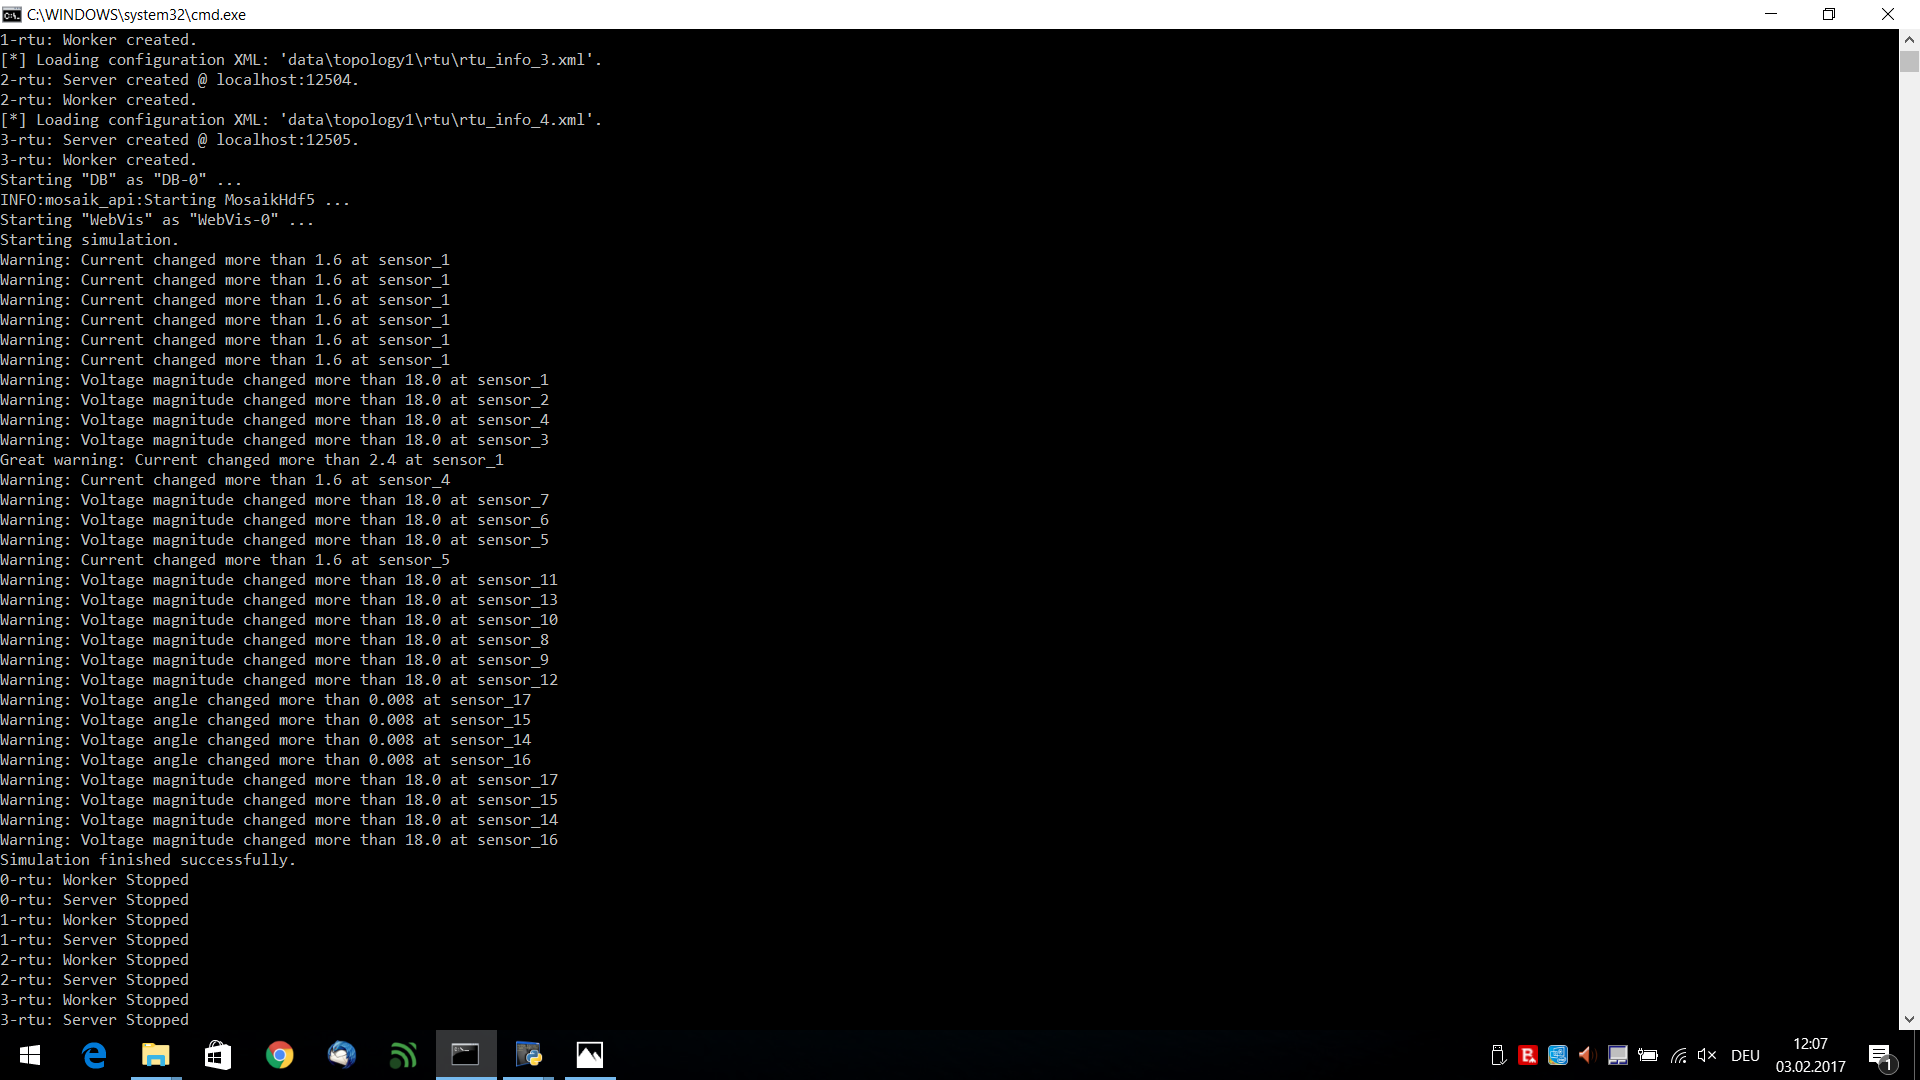 C:\WINDOWS\system32\cmd.exe
1-rtu: Worker created.
[*] Loading configuration XML: 'data\topology1\rtu\rtu_info_3.xml'.
2-rtu: Server created @ localhost:12504.
2-rtu: Worker created.
[*] Loading configuration XML: 'data\topology1\rtu\rtu_info_4.xml'.
3-rtu: Server created @ localhost:12505.
3-rtu: Worker created.
Starting "DB" as "DB-0" ...
INFO:mosaik_api:Starting MosaikHdf5 ...
Starting "WebVis" as "WebVis-0" ...
Starting simulation.
Warning: Current changed more than 1.6 at sensor_1
Warning: Current changed more than 1.6 at sensor_1
Warning: Current changed more than 1.6 at sensor_1
Warning: Current changed more than 1.6 at sensor_1
Warning: Current changed more than 1.6 at sensor_1
Warning: Current changed more than 1.6 at sensor_1
Warning: Voltage magnitude changed more than 18.0 at sensor_1
Warning: Voltage magnitude changed more than 18.0 at sensor_2
Warning: Voltage magnitude changed more than 18.0 at sensor_4
Warning: Voltage magnitude changed more than 18.0 at sensor_3
Great warning: Current changed more than 2.4 at sensor_1
Warning: Current changed more than 1.6 at sensor_4
Warning: Voltage magnitude changed more than 18.0 at sensor_7
Warning: Voltage magnitude changed more than 18.0 at sensor_6
Warning: Voltage magnitude changed more than 18.0 at sensor_5
Warning: Current changed more than 1.6 at sensor_5
Warning: Voltage magnitude changed more than 18.0 at sensor_11
Warning: Voltage magnitude changed more than 18.0 at sensor_13
Warning: Voltage magnitude changed more than 18.0 at sensor_10
Warning: Voltage magnitude changed more than 18.0 at sensor_8
Warning: Voltage magnitude changed more than 18.0 at sensor_9
Warning: Voltage magnitude changed more than 18.0 at sensor_12
Warning: Voltage angle changed more than 0.008 at sensor_17
Warning: Voltage angle changed more than 0.008 at sensor_15
Warning: Voltage angle changed more than 0.008 at sensor_14
Warning: Voltage angle changed more than 0.008 at sensor_16
Warning: Voltage magnitude changed more than 18.0 at sensor_17
Warning: Voltage magnitude changed more than 18.0 at sensor_15
Warning: Voltage magnitude changed more than 18.0 at sensor_14
Warning: Voltage magnitude changed more than 18.0 at sensor_16
Simulation finished successfully.
0-rtu: Worker Stopped
0-rtu: Server Stopped
1-rtu: Worker Stopped
1-rtu: Server Stopped
2-rtu: Worker Stopped
2-rtu: Server Stopped
3-rtu: Worker Stopped
3-rtu: Server Stopped
DEU
12:07
03.02.2017
1